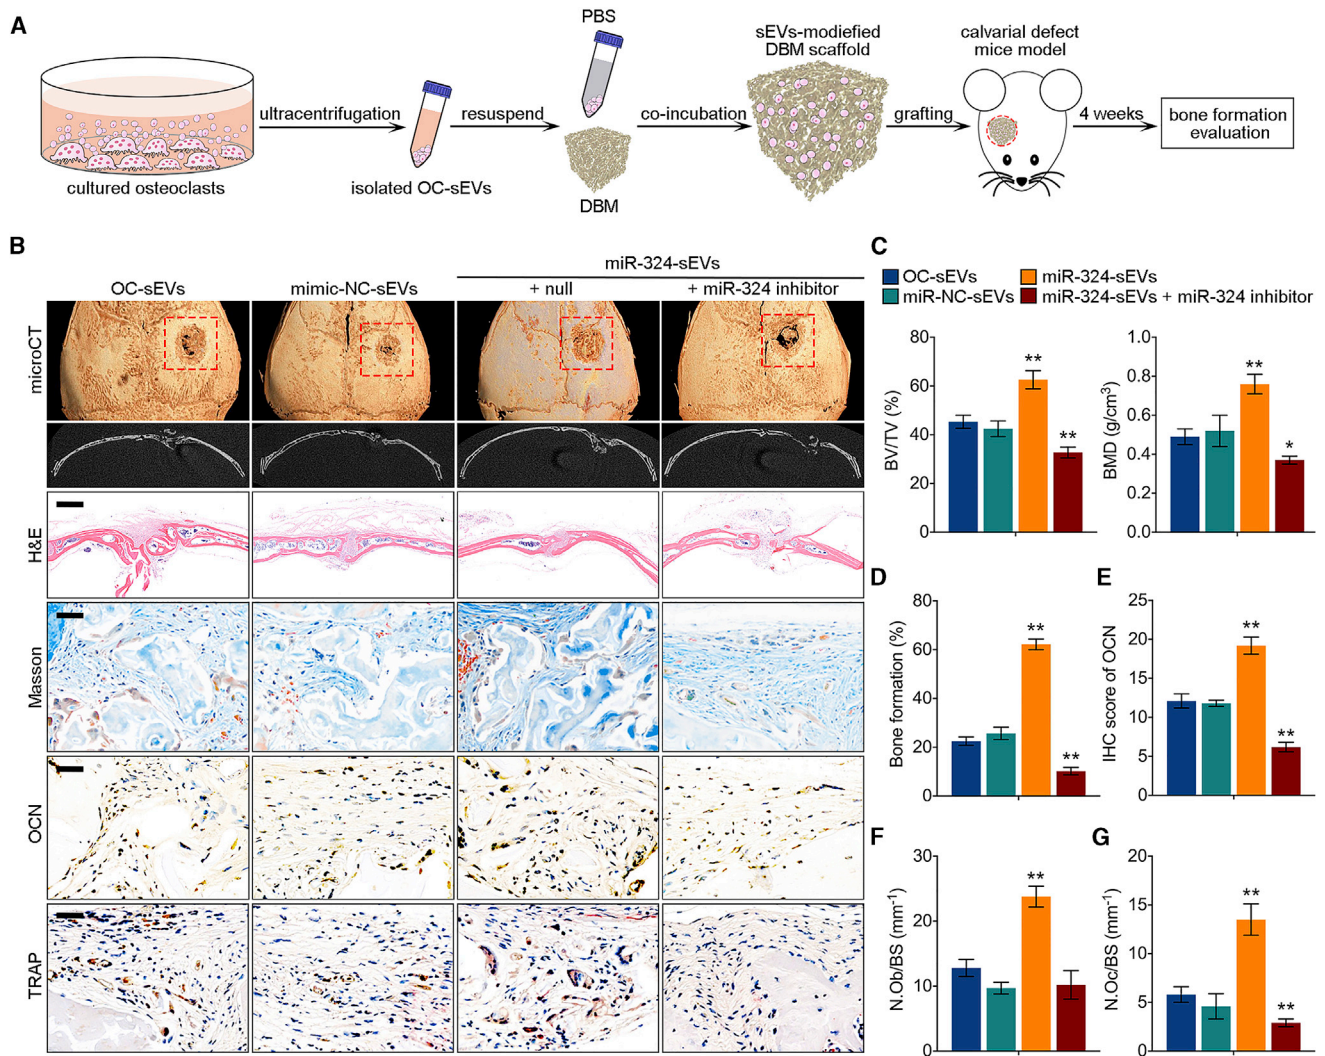 A
PBS
sEVs-modiefied
DBM scaffold
calvarial defect
mice model
ultracentrifugation
resuspend
co-incubation
grafting
4 weeks
bone formation
evaluation
cultured osteoclasts
isolated OC-sEVs
DBM
B
miR-324-sEVs
OC-sEVs
mimic-NC-sEVs
+ null
+ miR-324 inhibitor
microCT
H&E
Masson
OCN
TRAP
C
OC-sEVs
miR-324-sEVs
miR-NC-sEVs
miR-324-sEVs + miR-324 inhibitor
BV/TV (%)
80
60
40
20
0
**
**
BMD (g/cm³)
1.0
0.8
0.6
0.4
0.2
0.0
**
*
D
Bone formation (%)
80
60
40
20
0
**
**
E
IHC score of OCN
25
20
15
10
5
0
**
**
F
N.Ob/BS (mm⁻¹)
30
20
10
0
**
G
N.Oc/BS (mm⁻¹)
20
15
10
5
0
**
**